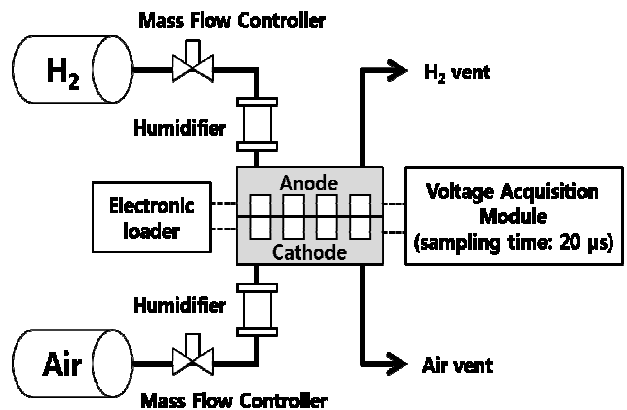 Mass Flow Controller
H₂
H₂ vent
Humidifier
Anode
Electronic
loader
Voltage Acquisition
Module
(sampling time: 20 μs)
Cathode
Humidifier
Air
Air vent
Mass Flow Controller